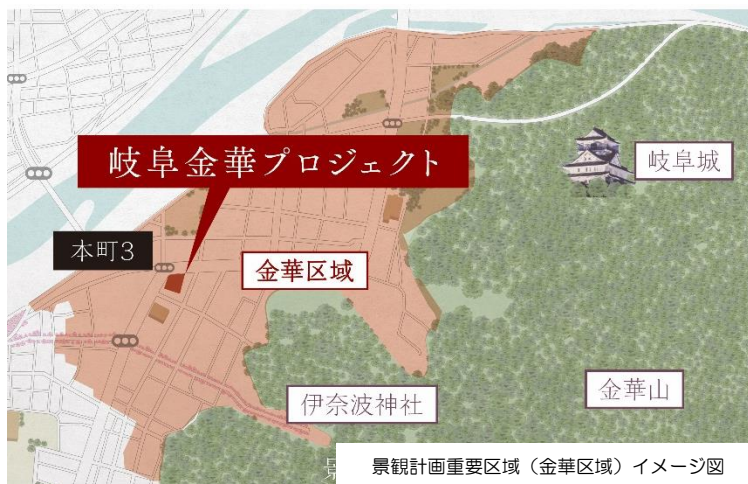 岐阜金華プロジェクト
岐阜城
本町3
金華区域
伊奈波神社
金華山
景観計画重要区域（金華区域）イメージ図